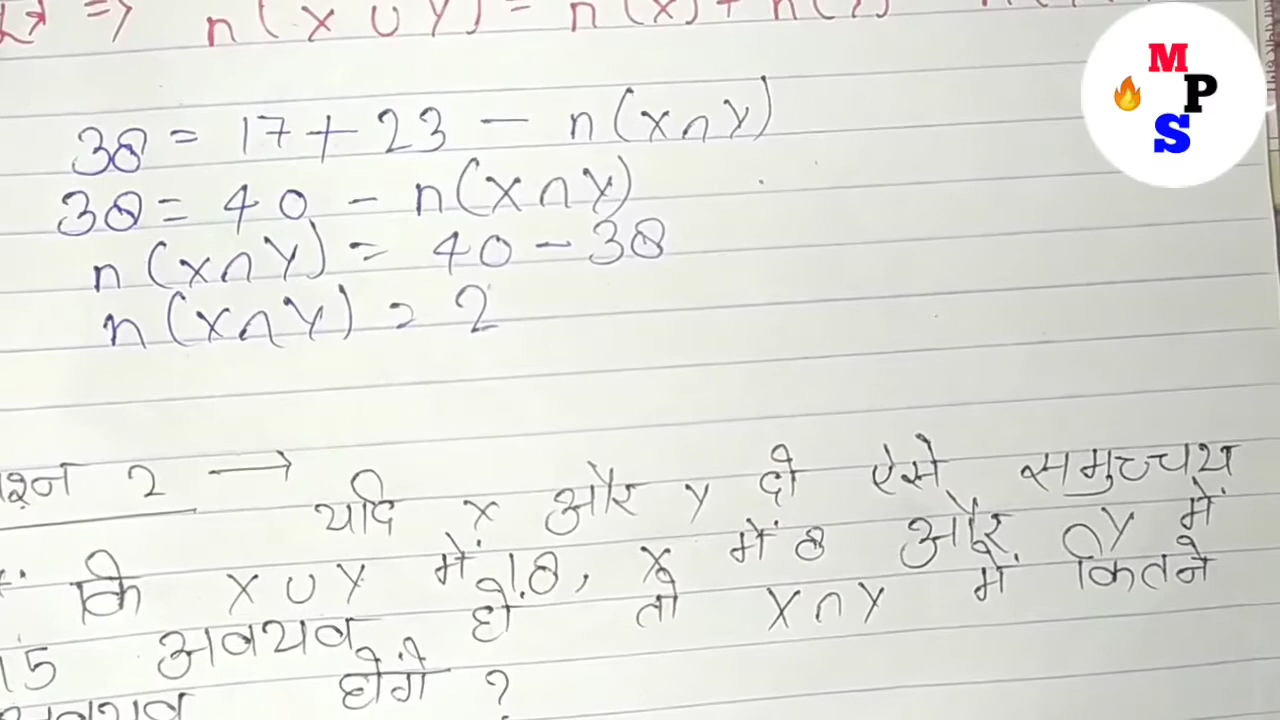 ⇒ n(X∪Y) = n(X) + n(Y)
M
P
S
38 = 17 + 23 - n(X∩Y)
38 = 40 - n(X∩Y)
n(X∩Y) = 40 - 38
n(X∩Y) = 2
प्रश्न 2 → यदि X और Y दो ऐसे समुच्चय
कि X∪Y में 18, X में 8 और ∩Y में
15 अवयव हो तो X∩Y में कितने
अवयव होगे ?